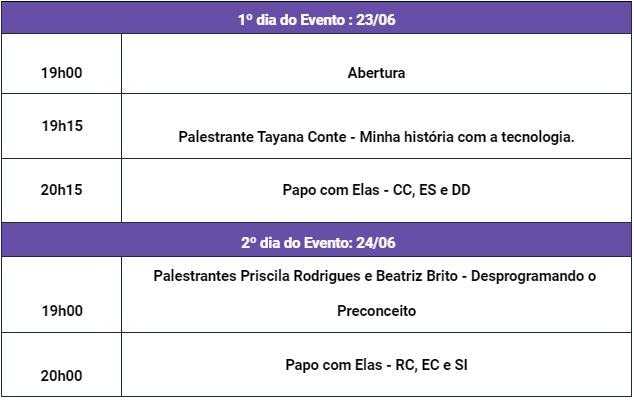 1º dia do Evento : 23/06
19h00
Abertura
19h15
Palestrante Tayana Conte - Minha história com a tecnologia.
20h15
Papo com Elas - CC, ES e DD
2º dia do Evento: 24/06
19h00
Palestrantes Priscila Rodrigues e Beatriz Brito - Desprogramando o
Preconceito
20h00
Papo com Elas - RC, EC e SI